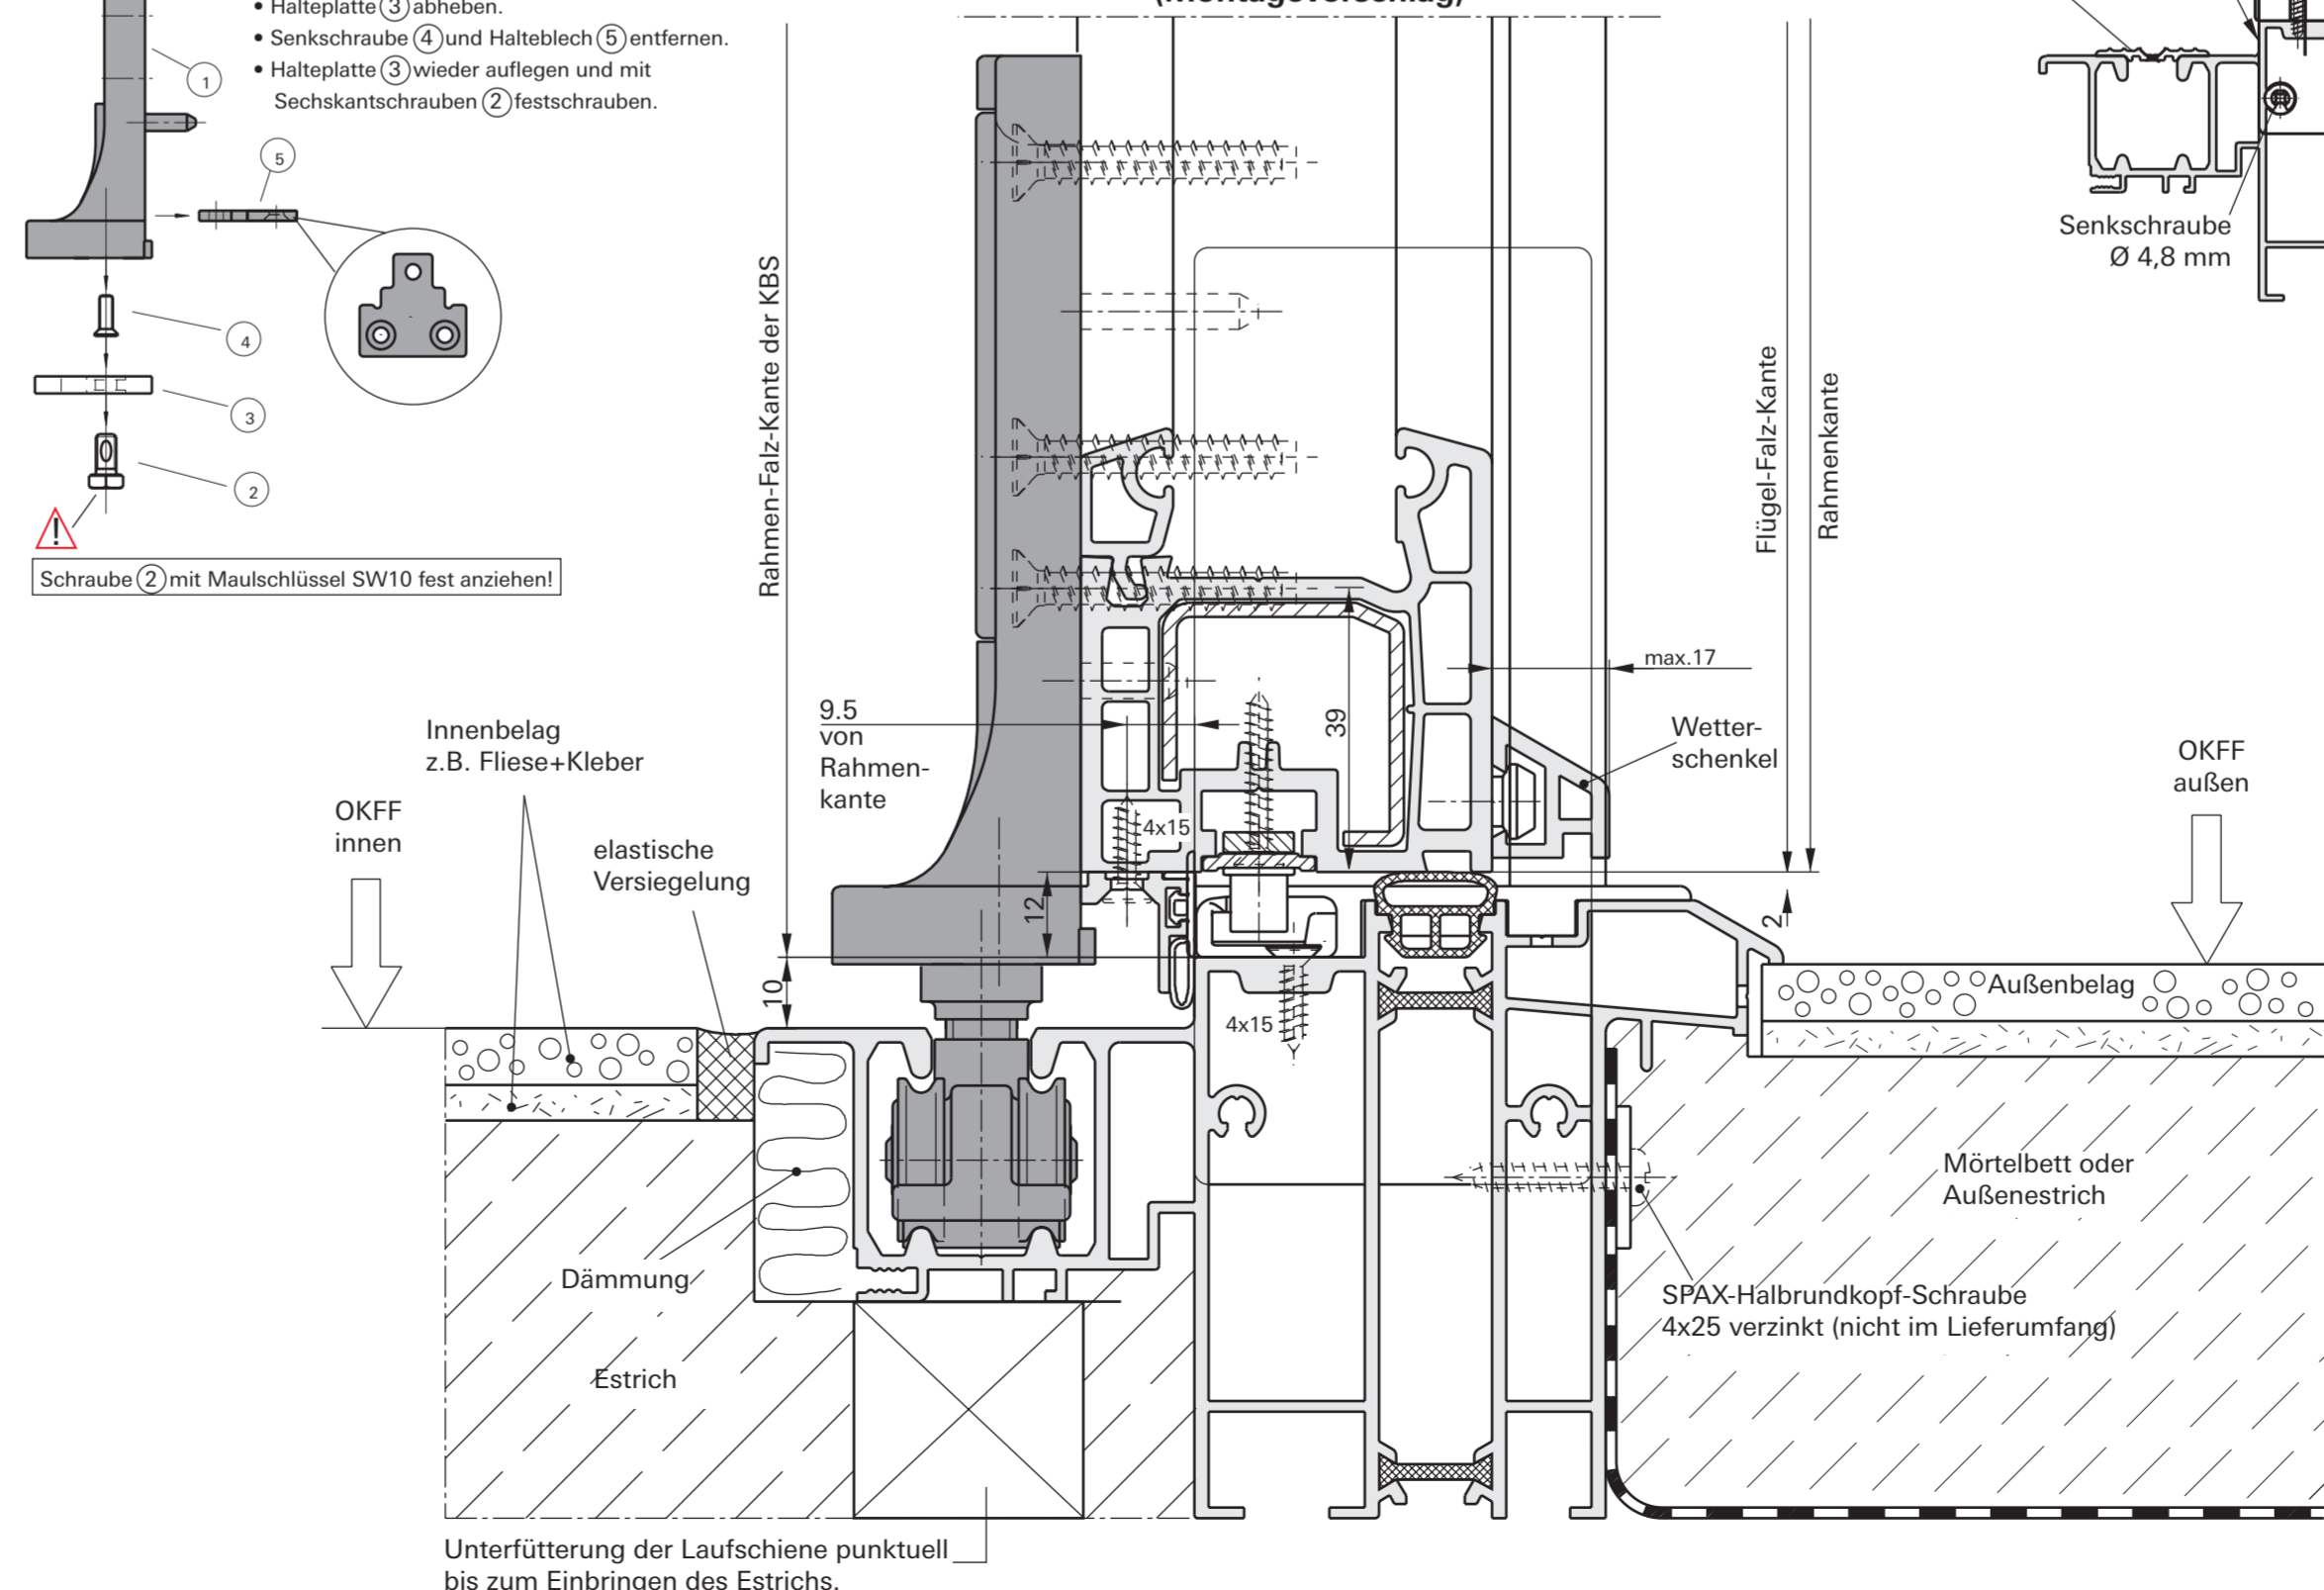 • Halteplatte 3 abheben.
(Montagevorschlag)
• Senkschraube 4 und Halteblech 5 entfernen.
• Halteplatte 3 wieder auflegen und mit
Sechskantschrauben 2 festschrauben.
1
5
4
3
2
!
Schraube 2 mit Maulschlüssel SW10 fest anziehen!
Senkschraube
Ø 4,8 mm
Rahmen-Falz-Kante der KBS
Flügel-Falz-Kante
Rahmenkante
max.17
39
9.5
von
Rahmen-
kante
Wetter-
schenkel
Innenbelag
z.B. Fliese+Kleber
OKFF
innen
elastische
Versiegelung
OKFF
außen
4x15
12
2
10
4x15
Außenbelag
Mörtelbett oder
Außenestrich
Dämmung
SPAX-Halbrundkopf-Schraube
4x25 verzinkt (nicht im Lieferumfang)
Estrich
Unterfütterung der Laufschiene punktuell
bis zum Einbringen des Estrichs.